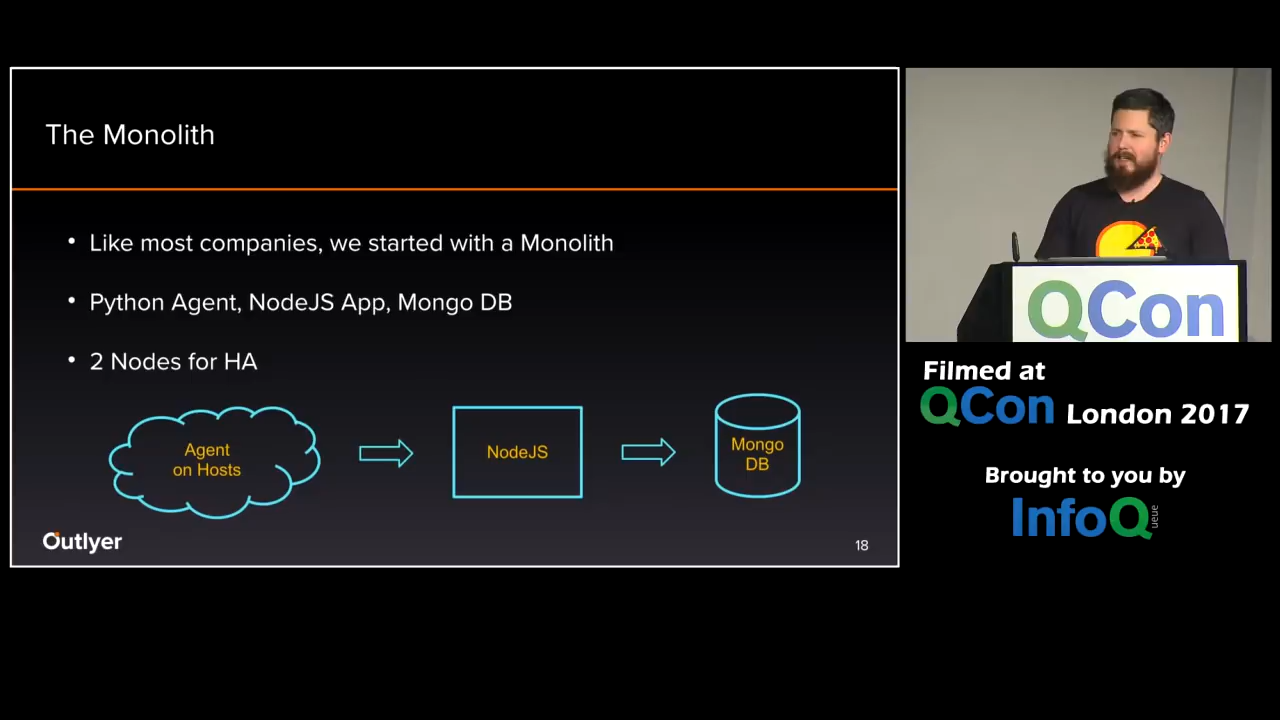 The Monolith
• Like most companies, we started with a Monolith
• Python Agent, NodeJS App, Mongo DB
• 2 Nodes for HA
Agent
on Hosts
NodeJS
Mongo
DB
Outlyer
18
QCon
Filmed at
QCon London 2017
Brought to you by
InfoQ
ueue